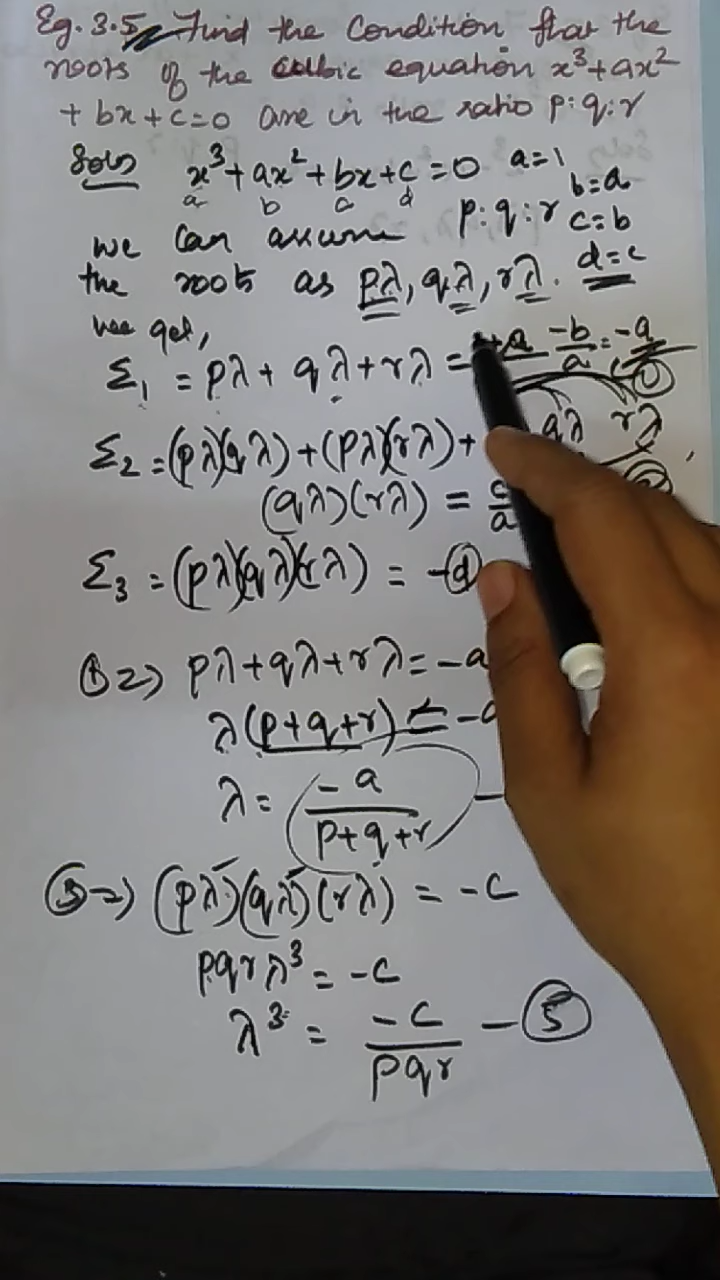 Eg. 3.5 Find the Condition that the
roots of the cubic equation x³+ax²
+ bx+c=0 are in the ratio p:q:r
Soln x³+ax²+bx+c=0 a=1
a b c d b=a
p:q:r c=b
we can assume
the roots as pλ, qλ, rλ. d=c
we get,
Σ₁ = pλ+ qλ+rλ = -b/a = -a ①
Σ₂ = (pλ)(qλ)+(pλ)(rλ)+ qλ rλ
(qλ)(rλ) = c/a
Σ₃ = (pλ)(qλ)(rλ) = -d
① => pλ+qλ+rλ=-a
λ(p+q+r) = -a
λ = -a/(p+q+r) —
③ => (pλ)(qλ)(rλ) = -c
pqrλ³ = -c
λ³ = -c/pqr — ⑤